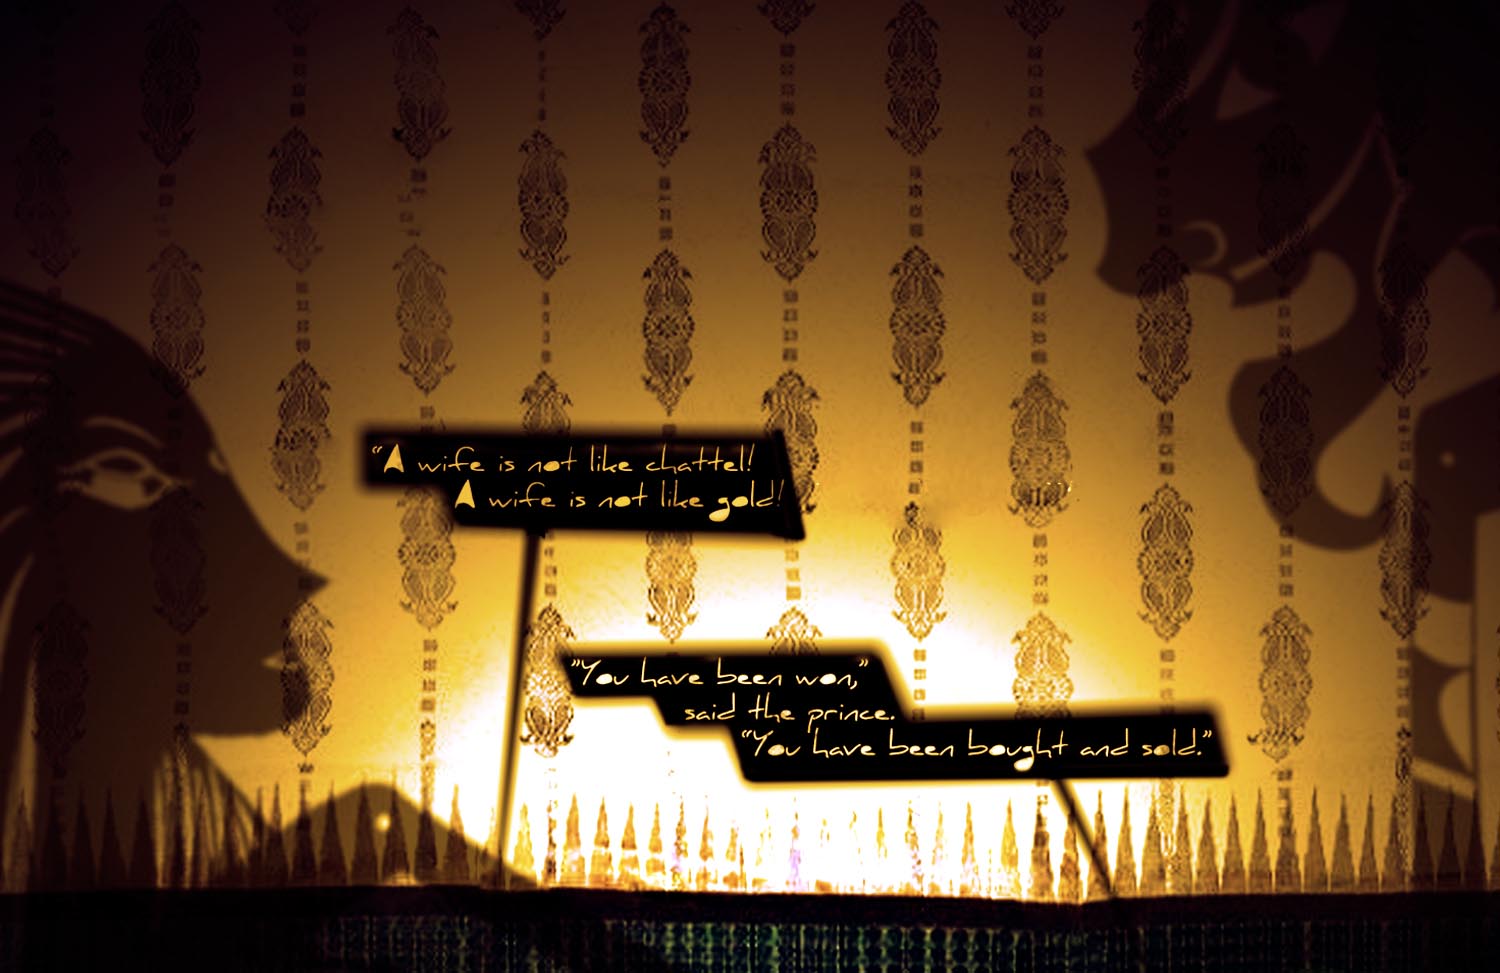 “A wife is not like chattel!
A wife is not like gold!
”You have been won,”
said the prince.
“You have been bought and sold.”